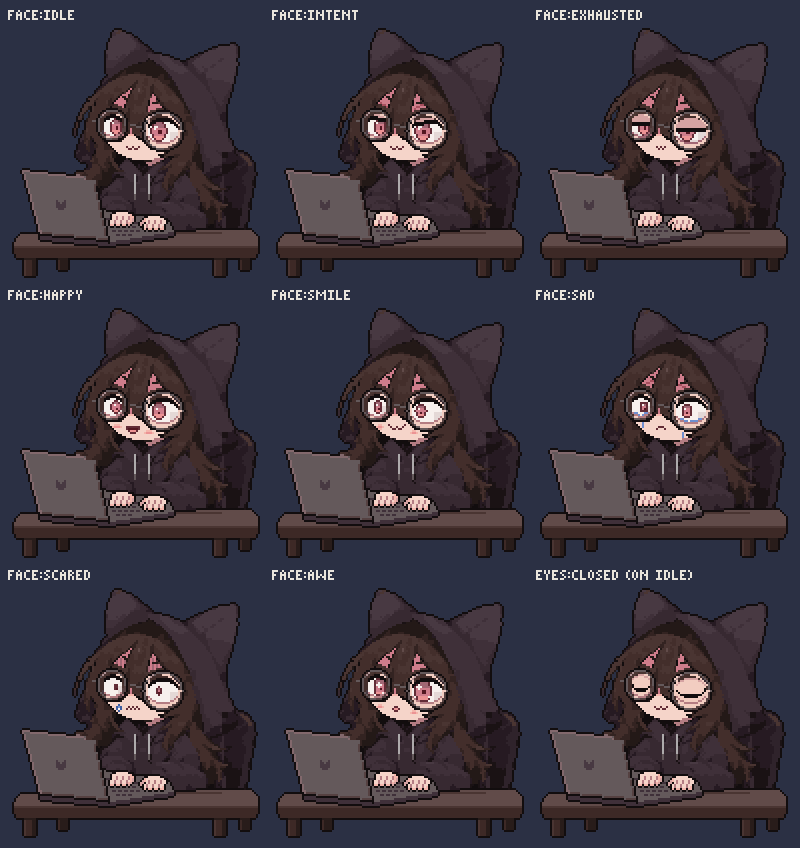 FACE:IDLE
FACE:INTENT
FACE:EXHAUSTED
FACE:HAPPY
FACE:SMILE
FACE:SAD
FACE:SCARED
FACE:AWE
EYES:CLOSED (ON IDLE)